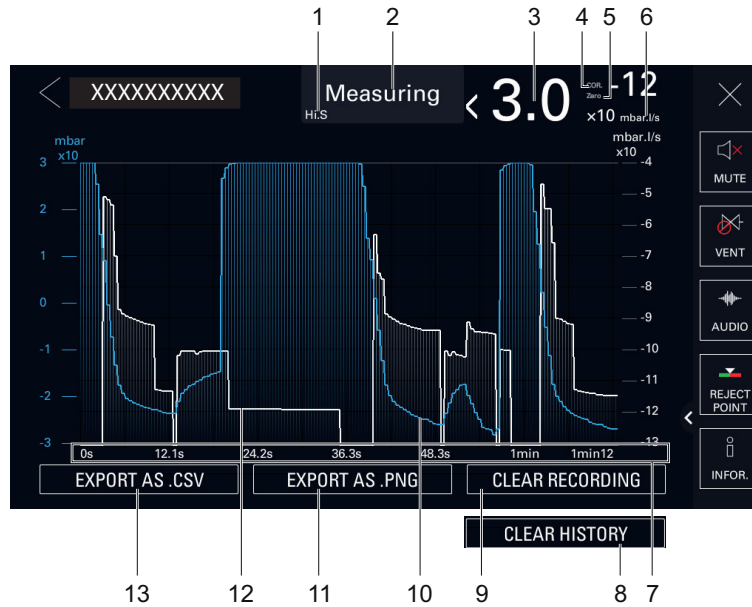 1 2 3 4 5 6
XXXXXXXXXX Measuring < 3.0 COR. -12
Hi.S Zero ×10 mbar.l/s
mbar mbar.l/s
x10 x10
3 -4
-5
2 -6
1 -7
-8
0 -9
-1 -10
-2 -11
-12
-3 -13
0s 12.1s 24.2s 36.3s 48.3s 1min 1min12
MUTE
VENT
AUDIO
REJECT
POINT
INFOR.
EXPORT AS .CSV EXPORT AS .PNG CLEAR RECORDING
CLEAR HISTORY
13 12 11 10 9 8 7